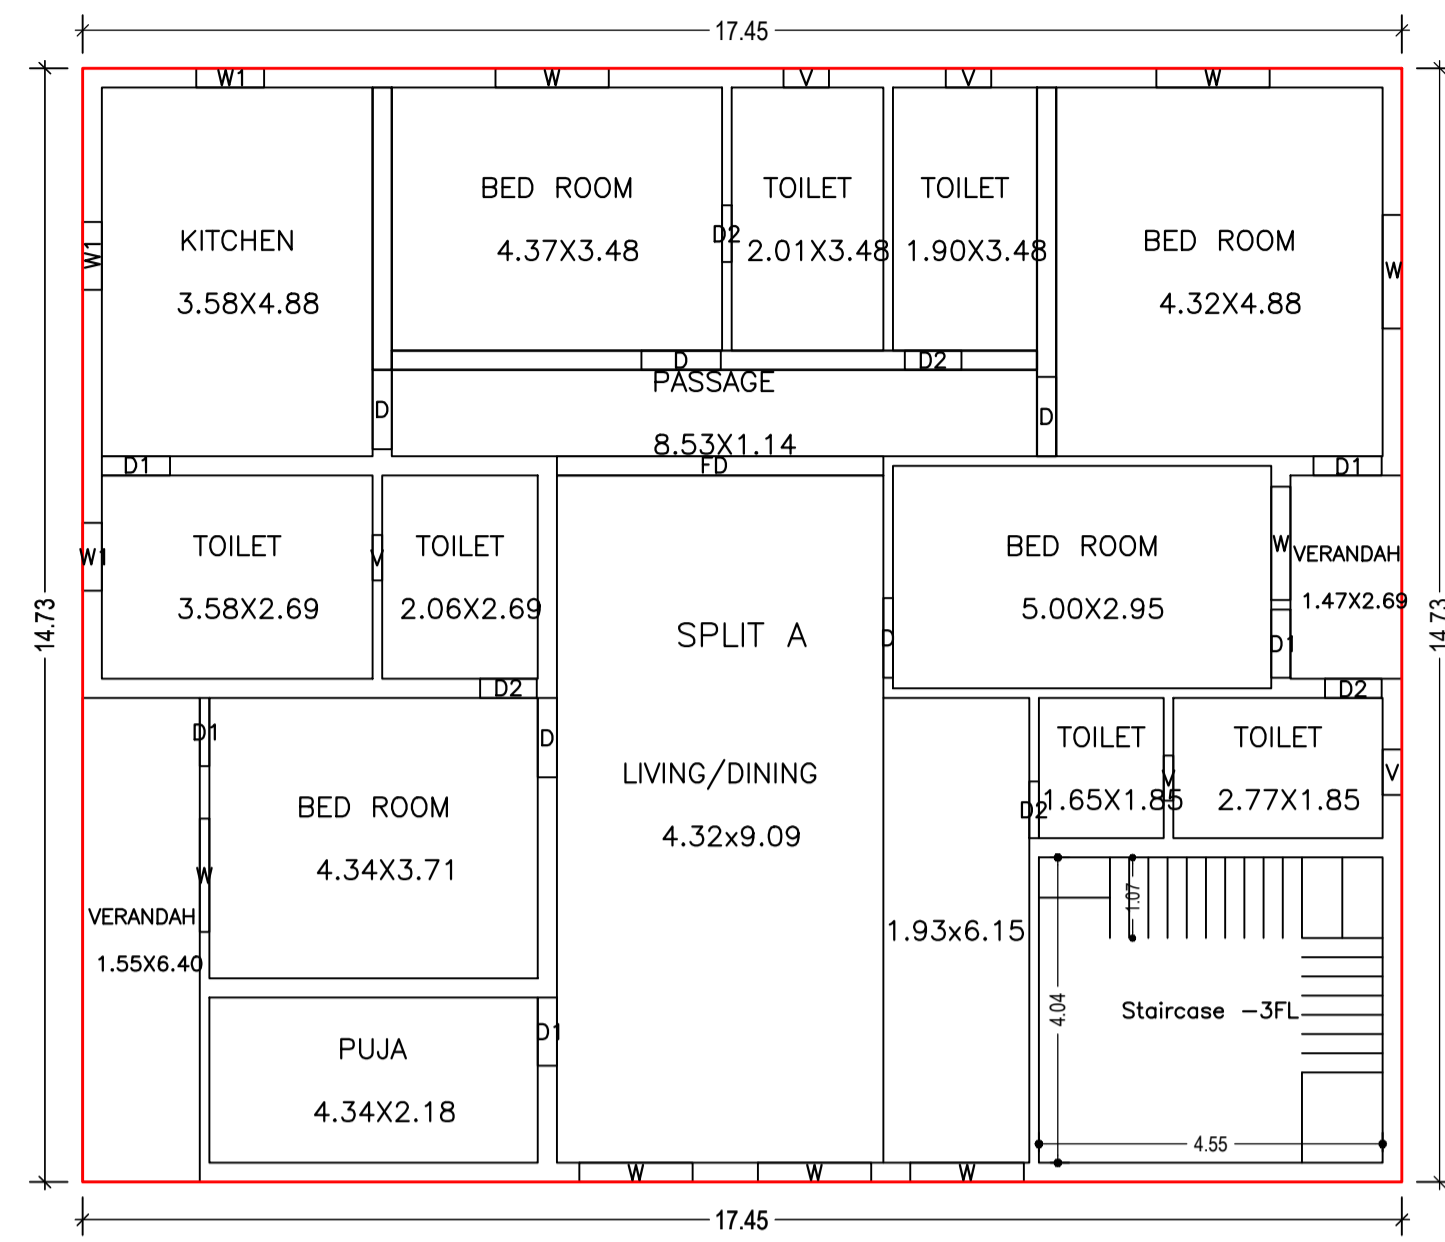 17.45
W1
W
V
V
W
BED ROOM
TOILET
TOILET
4.37X3.48
D2
2.01X3.48
1.90X3.48
KITCHEN
3.58X4.88
W1
BED ROOM
4.32X4.88
W
D
D2
PASSAGE
8.53X1.14
D
D
D1
FD
D1
TOILET
3.58X2.69
W1
V
TOILET
2.06X2.69
BED ROOM
5.00X2.95
W
VERANDAH
1.47X2.69
14.73
14.73
SPLIT A
D
D1
D2
D2
D1
D
TOILET
1.65X1.85
V
TOILET
2.77X1.85
V
LIVING/DINING
4.32x9.09
D2
BED ROOM
4.34X3.71
W
VERANDAH
1.55X6.40
1.93x6.15
1.07
4.04
Staircase -3FL
PUJA
4.34X2.18
D1
4.55
W
W
W
17.45